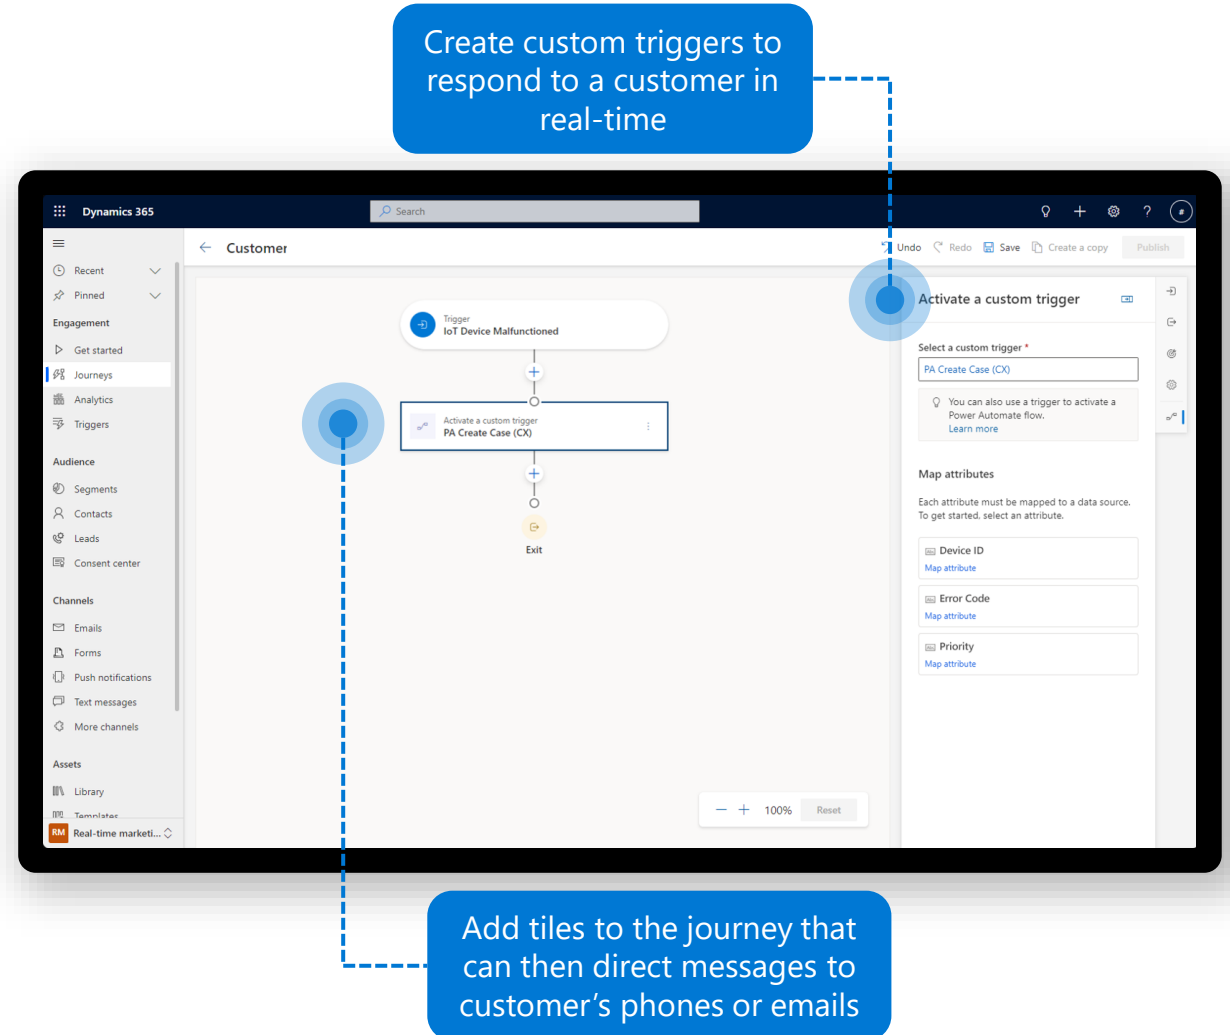 Create custom triggers to
respond to a customer in
real-time
Dynamics 365
Search
?
#
Customer
Undo
Redo
Save
Create a copy
Publish
Recent
Pinned
Engagement
Get started
Journeys
Analytics
Triggers
Audience
Segments
Contacts
Leads
Consent center
Channels
Emails
Forms
Push notifications
Text messages
More channels
Assets
Library
Templates
RM Real-time marketi...
Trigger
IoT Device Malfunctioned
Activate a custom trigger
PA Create Case (CX)
Exit
100%
Reset
Activate a custom trigger
Select a custom trigger *
PA Create Case (CX)
You can also use a trigger to activate a
Power Automate flow.
Learn more
Map attributes
Each attribute must be mapped to a data source.
To get started, select an attribute.
Device ID
Map attribute
Error Code
Map attribute
Priority
Map attribute
Add tiles to the journey that
can then direct messages to
customer’s phones or emails